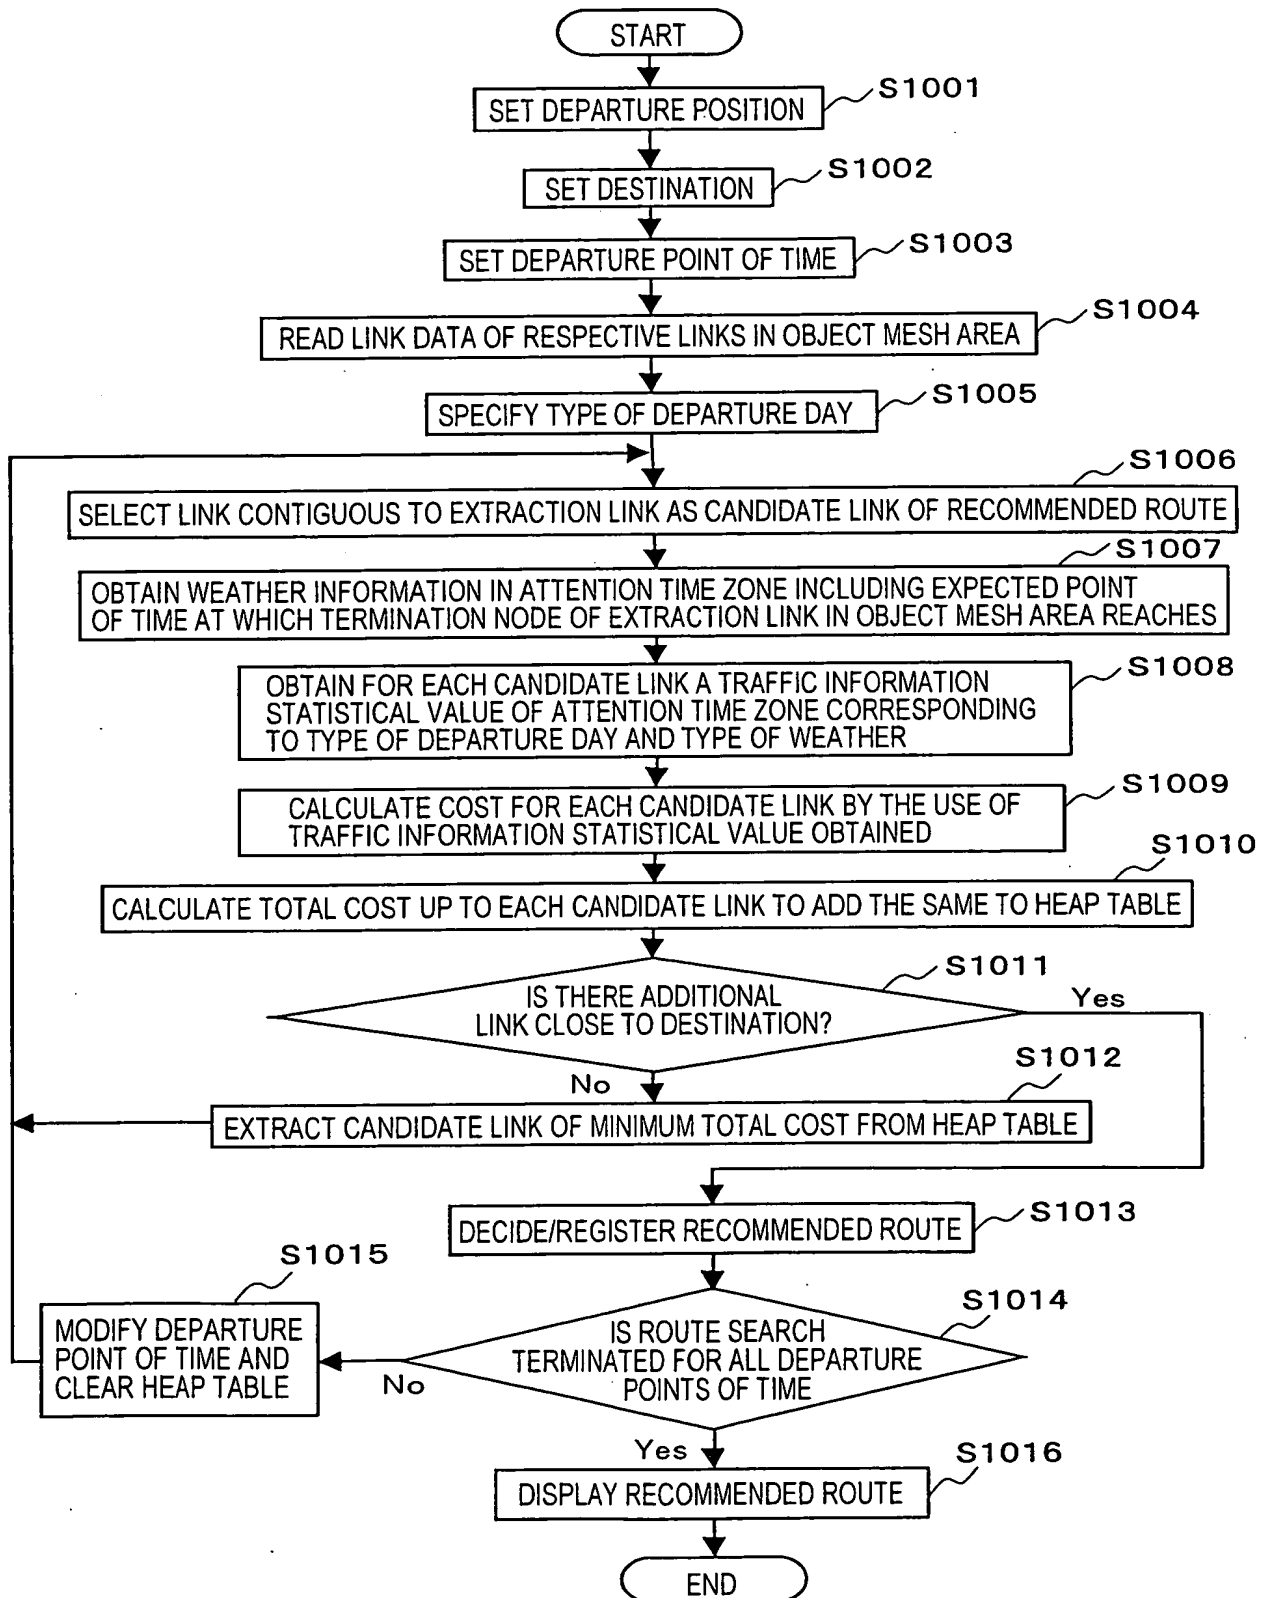 START
S1001
SET DEPARTURE POSITION
S1002
SET DESTINATION
S1003
SET DEPARTURE POINT OF TIME
S1004
READ LINK DATA OF RESPECTIVE LINKS IN OBJECT MESH AREA
S1005
SPECIFY TYPE OF DEPARTURE DAY
S1006
SELECT LINK CONTIGUOUS TO EXTRACTION LINK AS CANDIDATE LINK OF RECOMMENDED ROUTE
S1007
OBTAIN WEATHER INFORMATION IN ATTENTION TIME ZONE INCLUDING EXPECTED POINT
OF TIME AT WHICH TERMINATION NODE OF EXTRACTION LINK IN OBJECT MESH AREA REACHES
S1008
OBTAIN FOR EACH CANDIDATE LINK A TRAFFIC INFORMATION
STATISTICAL VALUE OF ATTENTION TIME ZONE CORRESPONDING
TO TYPE OF DEPARTURE DAY AND TYPE OF WEATHER
S1009
CALCULATE COST FOR EACH CANDIDATE LINK BY THE USE OF
TRAFFIC INFORMATION STATISTICAL VALUE OBTAINED
S1010
CALCULATE TOTAL COST UP TO EACH CANDIDATE LINK TO ADD THE SAME TO HEAP TABLE
S1011
IS THERE ADDITIONAL
LINK CLOSE TO DESTINATION?
Yes
No
S1012
EXTRACT CANDIDATE LINK OF MINIMUM TOTAL COST FROM HEAP TABLE
S1013
DECIDE/REGISTER RECOMMENDED ROUTE
S1014
IS ROUTE SEARCH
TERMINATED FOR ALL DEPARTURE
POINTS OF TIME
No
S1015
MODIFY DEPARTURE
POINT OF TIME AND
CLEAR HEAP TABLE
Yes
S1016
DISPLAY RECOMMENDED ROUTE
END